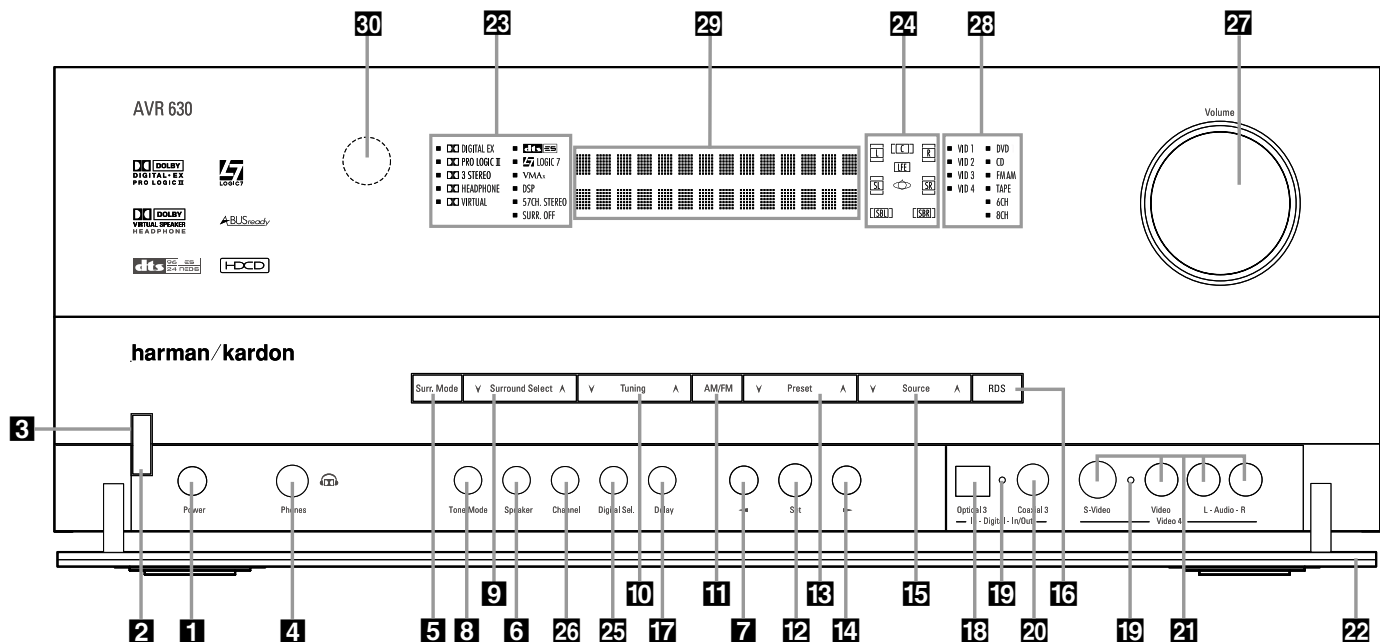 30 23 29 24 28 27
AVR 630
Volume
DOLBY
DIGITAL•EX
PRO LOGIC II
LOGIC7
DOLBY
VIRTUAL SPEAKER
HEADPHONE
A-BUSready
dts 96/24 ES NEO:6
HDCD
DIGITAL EX
PRO LOGIC II
3 STEREO
HEADPHONE
VIRTUAL
dts ES
LOGIC 7
VMAx
DSP
57CH. STEREO
SURR. OFF
L C R
LFE
SL SR
SBL SBR
VID 1
VID 2
VID 3
VID 4
DVD
CD
FM AM
TAPE
6CH
8CH
harman/kardon
Surr. Mode Surround Select Tuning AM/FM Preset Source RDS
3
Power Phones Tone Mode Speaker Channel Digital Sel. Delay Set
Optical 3 Coaxial 3 S-Video Video L - Audio - R
In - Digital - In/Out Video 4
9 10 11 13 15 16
2 1 4 5 8 6 26 25 17 7 12 14 18 19 20 19 21 22